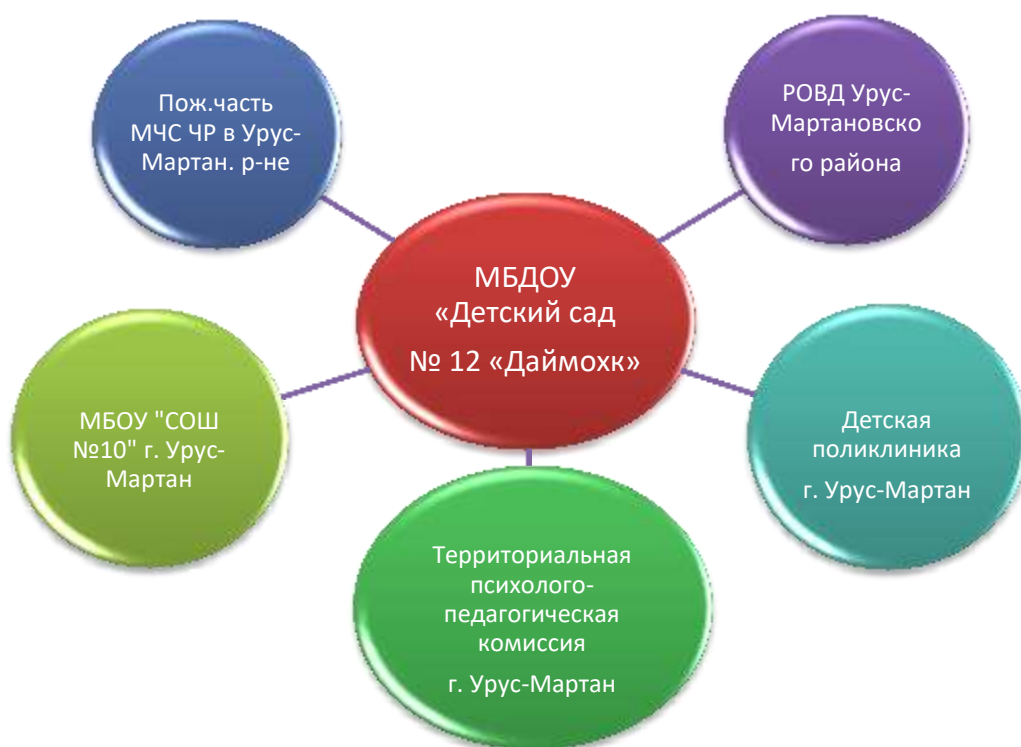 Пож.часть
МЧС ЧР в Урус-
Мартан. р-не
РОВД Урус-
Мартановско
го района
МБДОУ
«Детский сад
№ 12 «Даймохк»
МБОУ "СОШ
№10" г. Урус-
Мартан
Детская
поликлиника
г. Урус-Мартан
Территориальная
психолого-
педагогическая
комиссия
г. Урус-Мартан